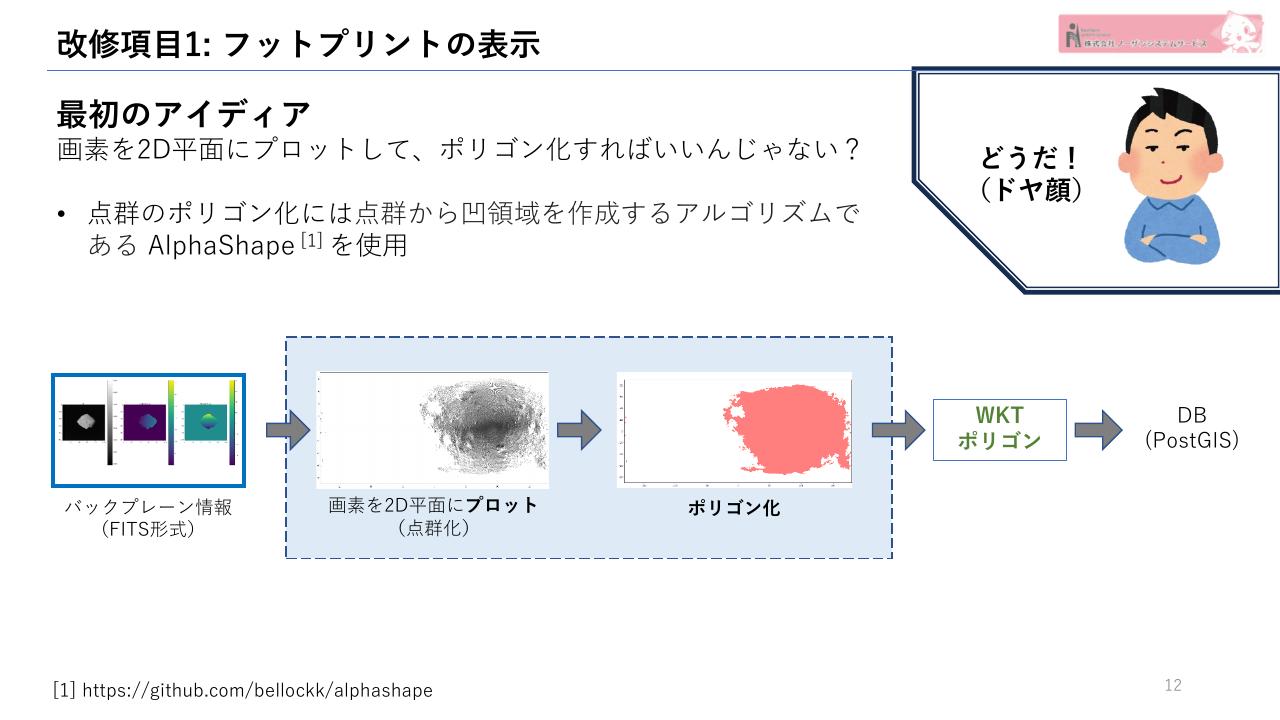 改修項目1: フットプリントの表示
株式会社 ノーザンシステムサービス
最初のアイディア
画素を2D平面にプロットして、ポリゴン化すればいいんじゃない？
• 点群のポリゴン化には点群から凹領域を作成するアルゴリズムで
ある AlphaShape [1] を使用
どうだ！
（ドヤ顔）
バックプレーン情報
（FITS形式）
画素を2D平面にプロット
（点群化）
ポリゴン化
WKT
ポリゴン
DB
（PostGIS）
[1] https://github.com/bellockk/alphashape
12